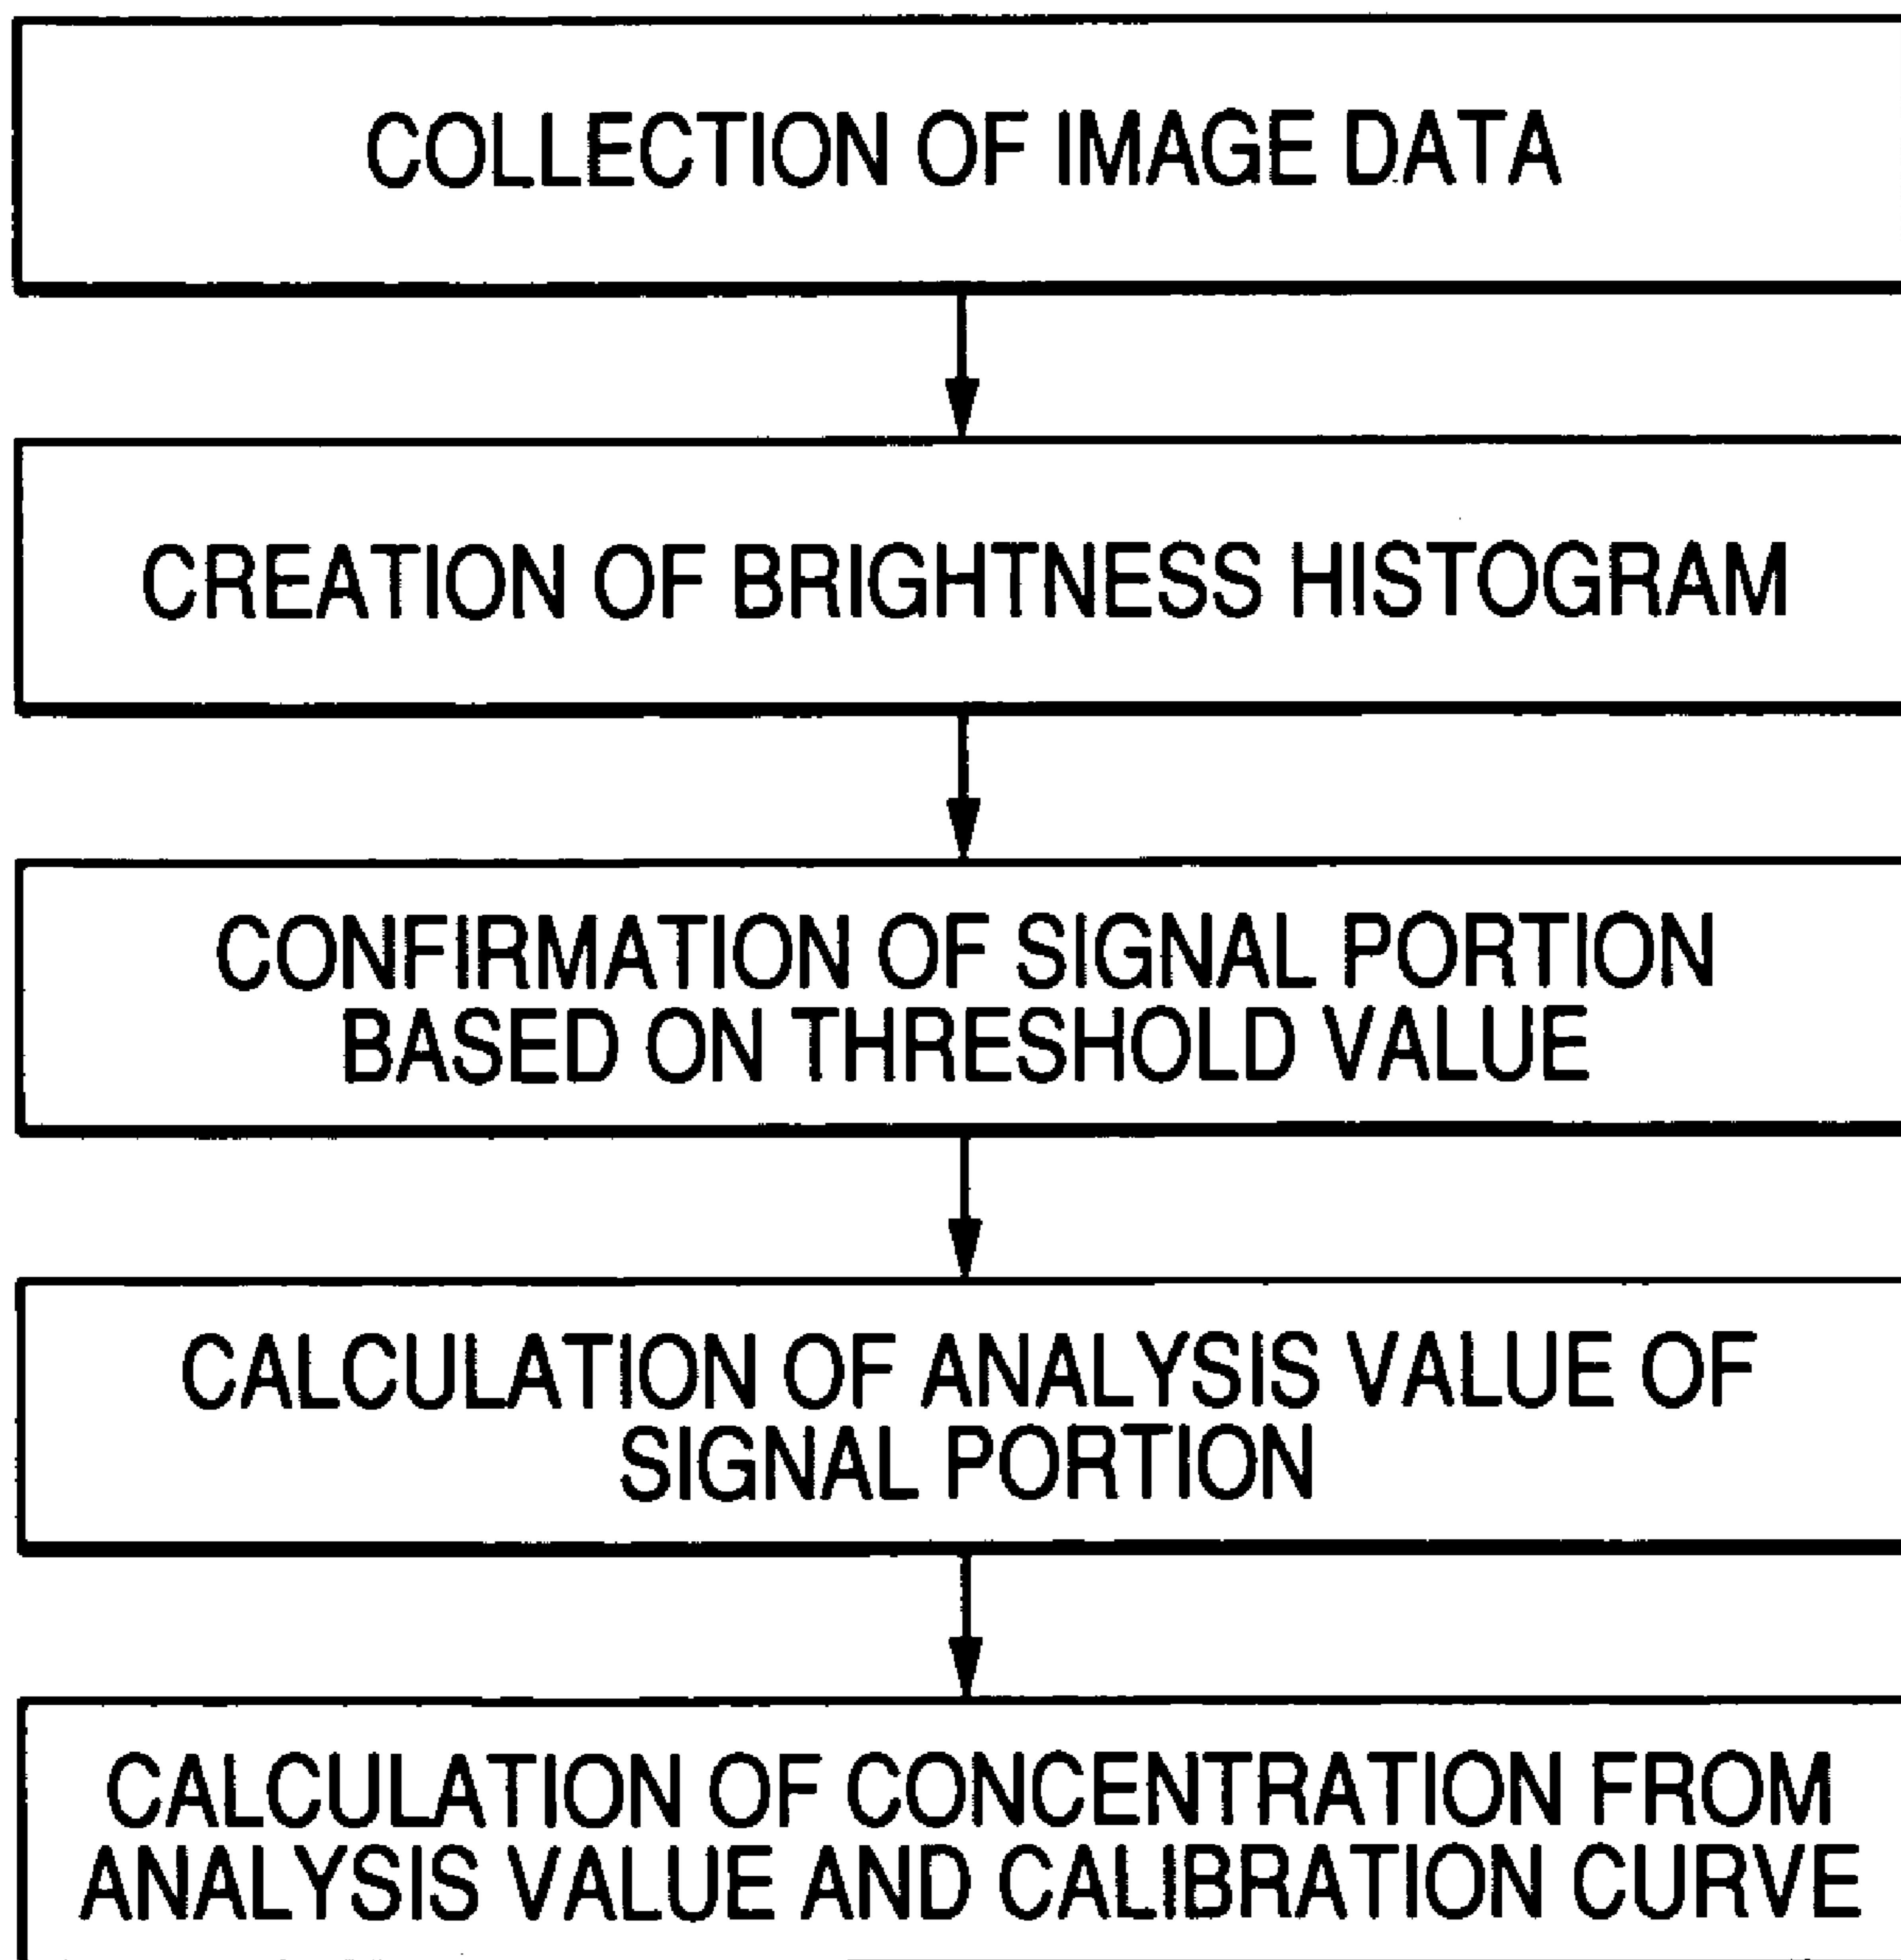 COLLECTION OF IMAGE DATA
CREATION OF BRIGHTNESS HISTOGRAM
CONFIRMATION OF SIGNAL PORTION
BASED ON THRESHOLD VALUE
CALCULATION OF ANALYSIS VALUE OF
SIGNAL PORTION
CALCULATION OF CONCENTRATION FROM
ANALYSIS VALUE AND CALIBRATION CURVE